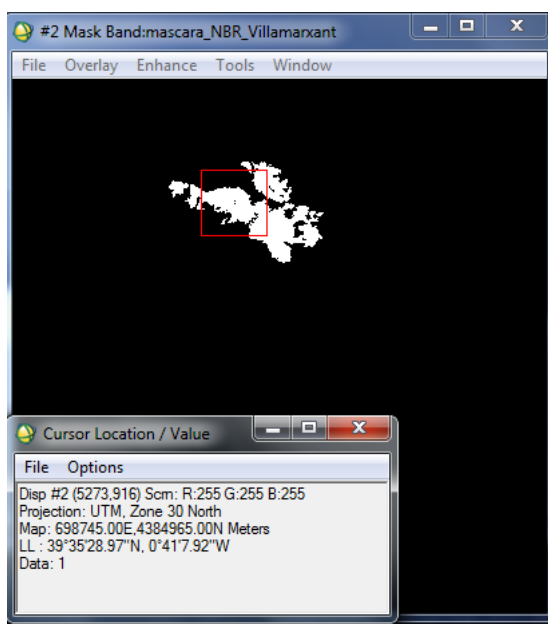 #2 Mask Band:mascara_NBR_Villamarxant
File Overlay Enhance Tools Window
Cursor Location / Value
File Options
Disp #2 (5273,916) Scrn: R:255 G:255 B:255
Projection: UTM, Zone 30 North
Map: 698745.00E,4384965.00N Meters
LL : 39°35'28.97"N, 0°41'7.92"W
Data: 1